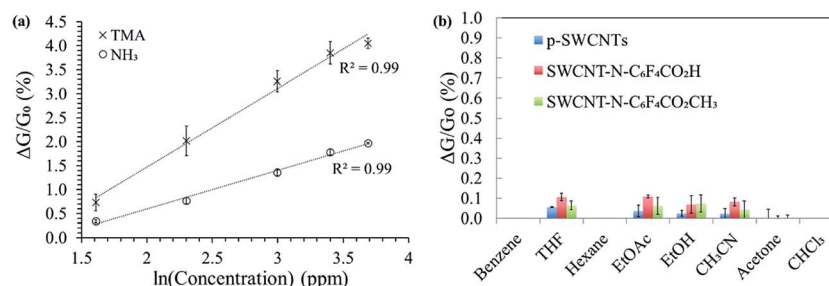 (a)
4.5
4.0
3.5
3.0
2.5
2.0
1.5
1.0
0.5
0.0
ΔG/G₀ (%)
× TMA
○ NH₃
R² = 0.99
R² = 0.99
1.5
2
2.5
3
3.5
4
ln(Concentration) (ppm)
(b)
1.0
0.9
0.8
0.7
0.6
0.5
0.4
0.3
0.2
0.1
0.0
ΔG/G₀ (%)
p-SWCNTs
SWCNT-N-C₆F₄CO₂H
SWCNT-N-C₆F₄CO₂CH₃
Benzene
THF
Hexane
EtOAc
EtOH
CH₃CN
Acetone
CHCl₃